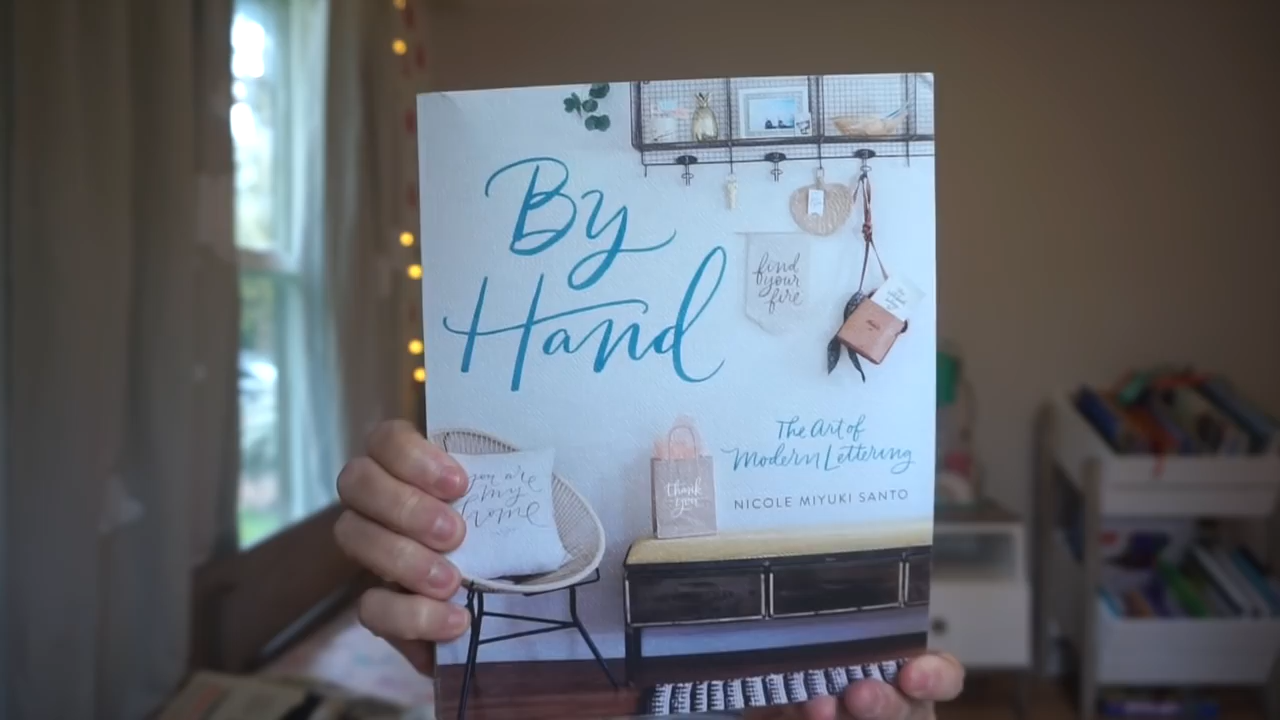 By
Hand
find
your
fire
The Art of
Modern Lettering
NICOLE MIYUKI SANTO
you are
my
home
thank
you